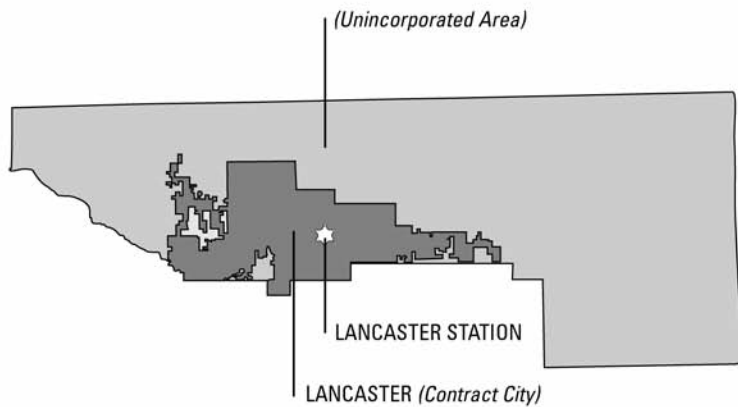 (Unincorporated Area)
LANCASTER STATION
LANCASTER (Contract City)